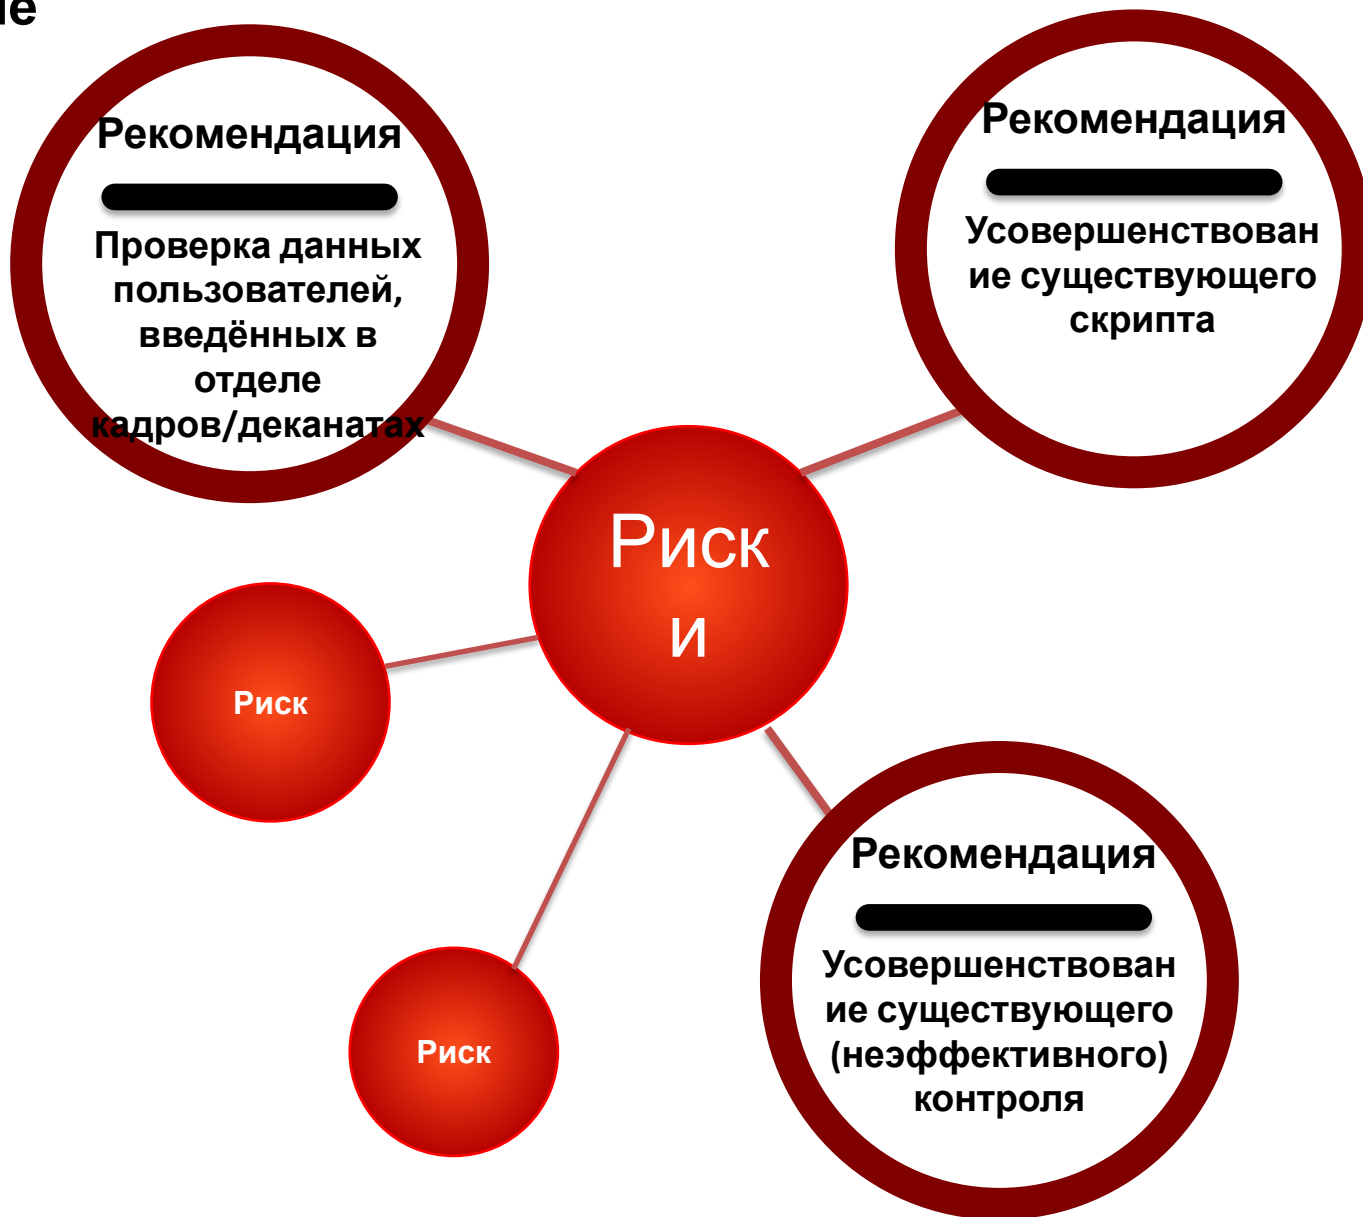 ие
Рекомендация
Проверка данных
пользователей,
введённых в
отделе
кадров/деканатах
Рекомендация
Усовершенствован
ие существующего
скрипта
Риск
и
Риск
Риск
Рекомендация
Усовершенствован
ие существующего
(неэффективного)
контроля